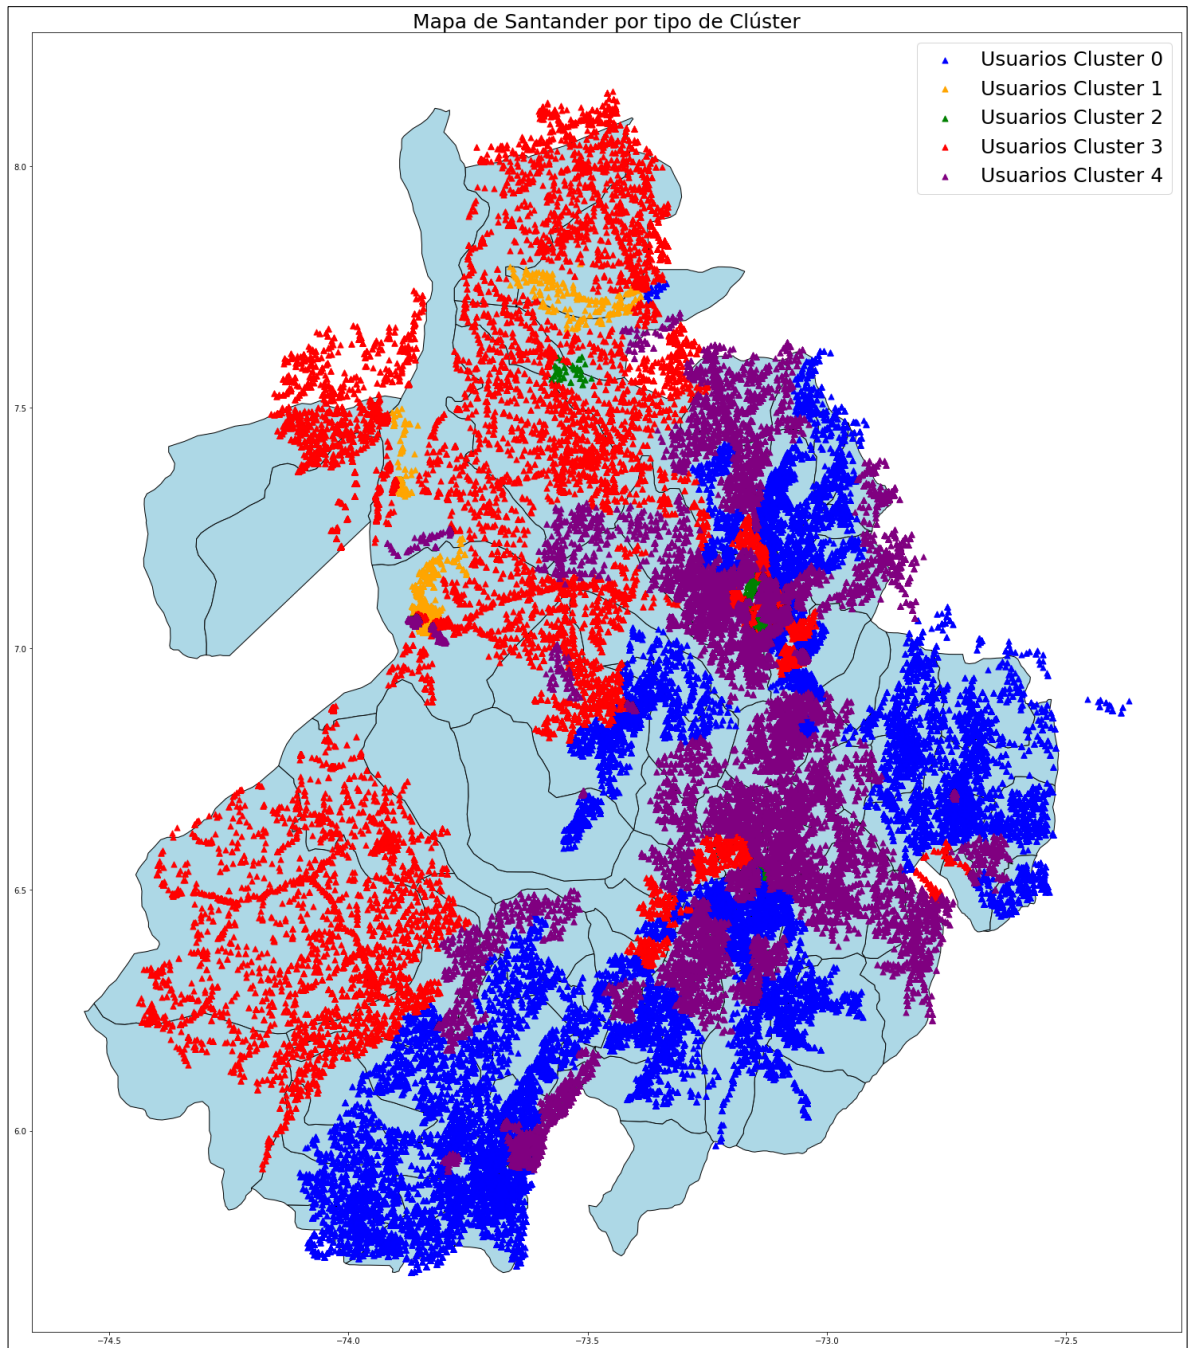 Mapa de Santander por tipo de Clúster
Usuarios Cluster 0
Usuarios Cluster 1
Usuarios Cluster 2
Usuarios Cluster 3
Usuarios Cluster 4
8.0
7.5
7.0
6.5
6.0
−74.5 −74.0 −73.5 −73.0 −72.5